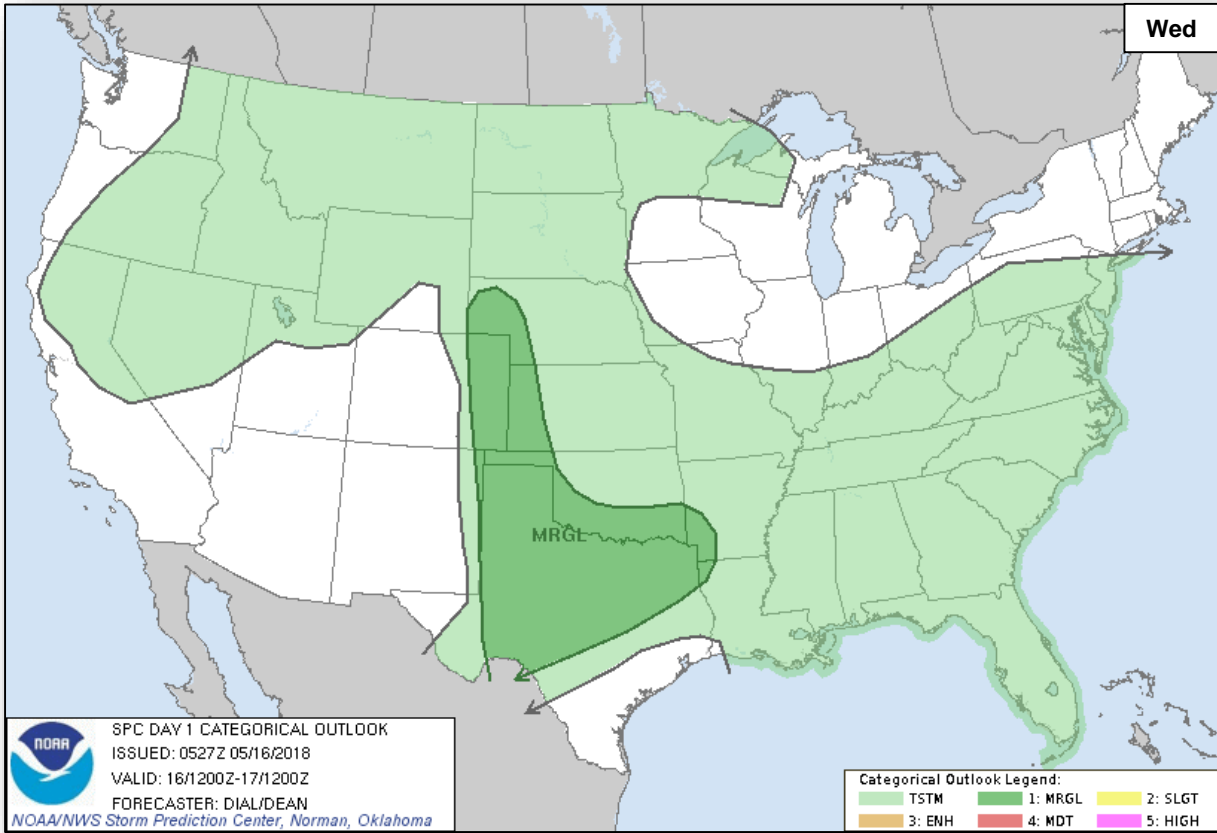 Wed
MRGL
NOAA
SPC DAY 1 CATEGORICAL OUTLOOK
ISSUED: 0527Z 05/16/2018
VALID: 16/1200Z-17/1200Z
FORECASTER: DIAL/DEAN
NOAA/NWS Storm Prediction Center, Norman, Oklahoma
Categorical Outlook Legend:
TSTM 1: MRGL 2: SLGT
3: ENH 4: MDT 5: HIGH